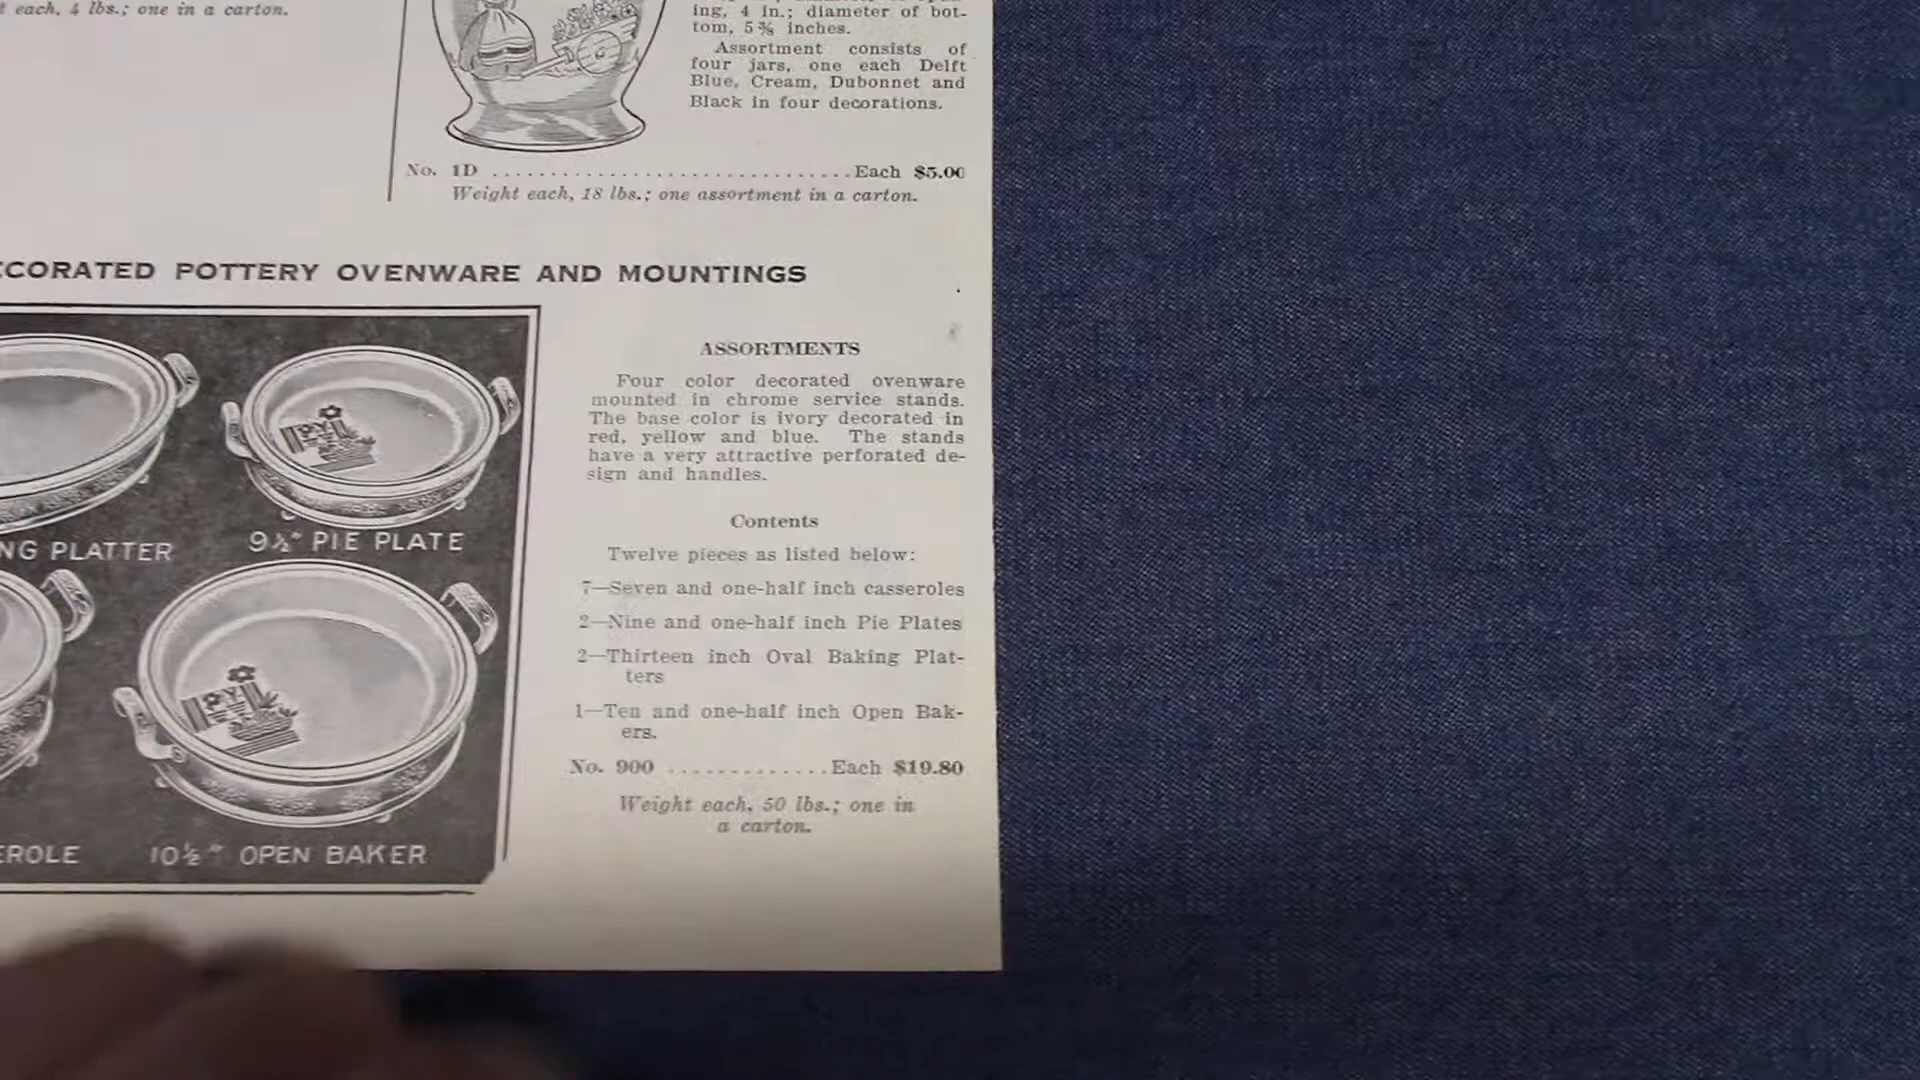 each, 4 lbs.; one in a carton.
ing, 4 in.; diameter of bot-
tom, 5⅜ inches.
Assortment consists of
four jars, one each Delft
Blue, Cream, Dubonnet and
Black in four decorations.
No. 1D ............................Each $5.00
Weight each, 18 lbs.; one assortment in a carton.
ECORATED POTTERY OVENWARE AND MOUNTINGS
NG PLATTER
9½" PIE PLATE
EROLE
10½" OPEN BAKER
ASSORTMENTS
Four color decorated ovenware
mounted in chrome service stands.
The base color is ivory decorated in
red, yellow and blue. The stands
have a very attractive perforated de-
sign and handles.
Contents
Twelve pieces as listed below:
7—Seven and one-half inch casseroles
2—Nine and one-half inch Pie Plates
2—Thirteen inch Oval Baking Plat-
ters
1—Ten and one-half inch Open Bak-
ers.
No. 900 .............Each $19.80
Weight each, 50 lbs.; one in
a carton.